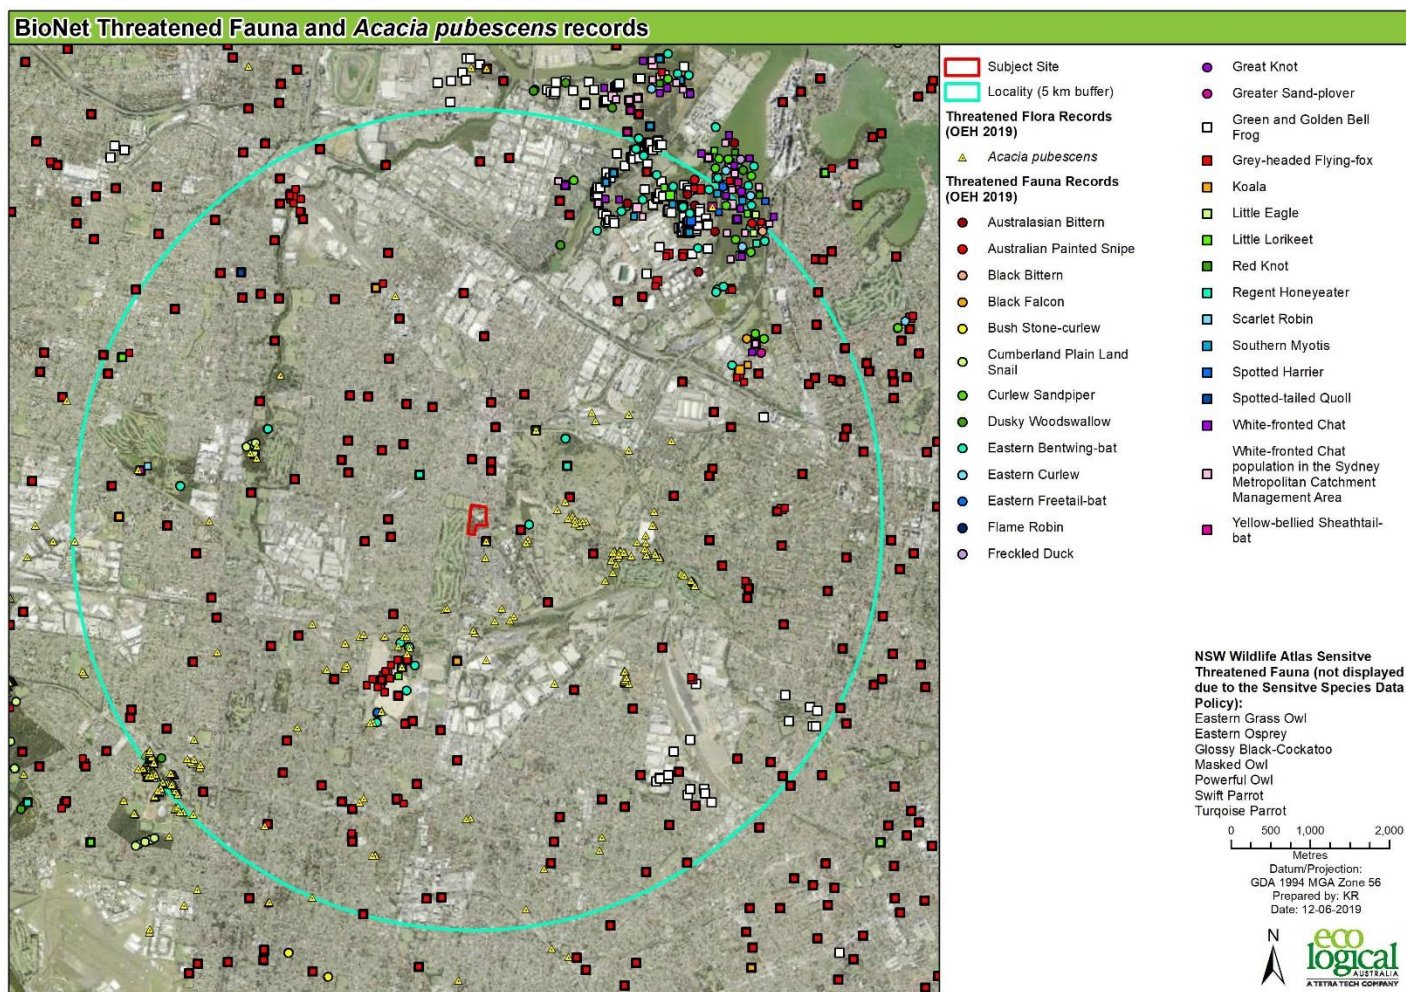 BioNet Threatened Fauna and Acacia pubescens records
Subject Site
Locality (5 km buffer)
Threatened Flora Records
(OEH 2019)
Acacia pubescens
Threatened Fauna Records
(OEH 2019)
Australasian Bittern
Australian Painted Snipe
Black Bittern
Black Falcon
Bush Stone-curlew
Cumberland Plain Land
Snail
Curlew Sandpiper
Dusky Woodswallow
Eastern Bentwing-bat
Eastern Curlew
Eastern Freetail-bat
Flame Robin
Freckled Duck
Great Knot
Greater Sand-plover
Green and Golden Bell
Frog
Grey-headed Flying-fox
Koala
Little Eagle
Little Lorikeet
Red Knot
Regent Honeyeater
Scarlet Robin
Southern Myotis
Spotted Harrier
Spotted-tailed Quoll
White-fronted Chat
White-fronted Chat
population in the Sydney
Metropolitan Catchment
Management Area
Yellow-bellied Sheathtail-
bat
NSW Wildlife Atlas Sensitve
Threatened Fauna (not displayed
due to the Sensitve Species Data
Policy):
Eastern Grass Owl
Eastern Osprey
Glossy Black-Cockatoo
Masked Owl
Powerful Owl
Swift Parrot
Turqoise Parrot
0 500 1,000 2,000
Metres
Datum/Projection:
GDA 1994 MGA Zone 56
Prepared by: KR
Date: 12-06-2019
N
eco
logical
AUSTRALIA
A TETRA TECH COMPANY